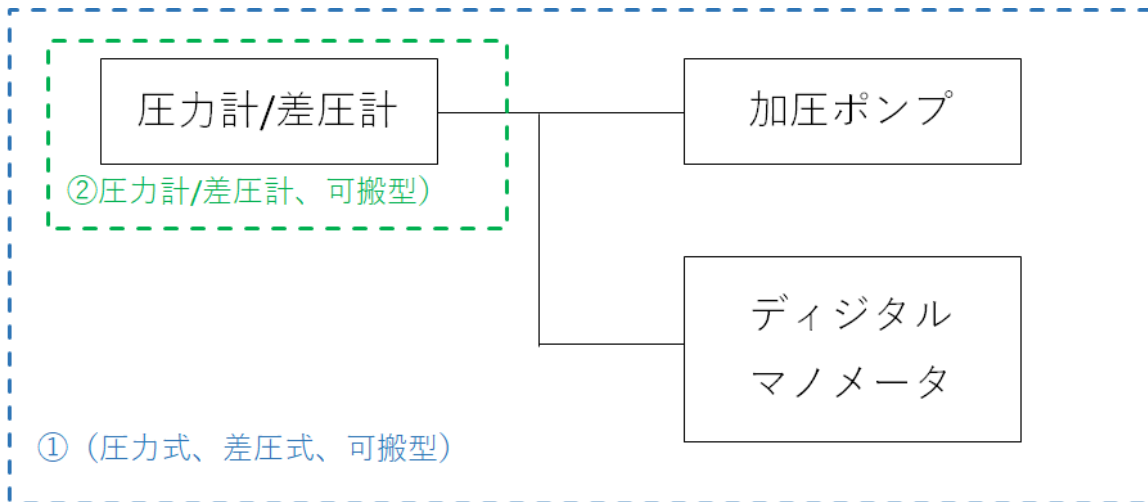 圧力計/差圧計
加圧ポンプ
②圧力計/差圧計、可搬型）
ディジタル
マノメータ
①（圧力式、差圧式、可搬型）